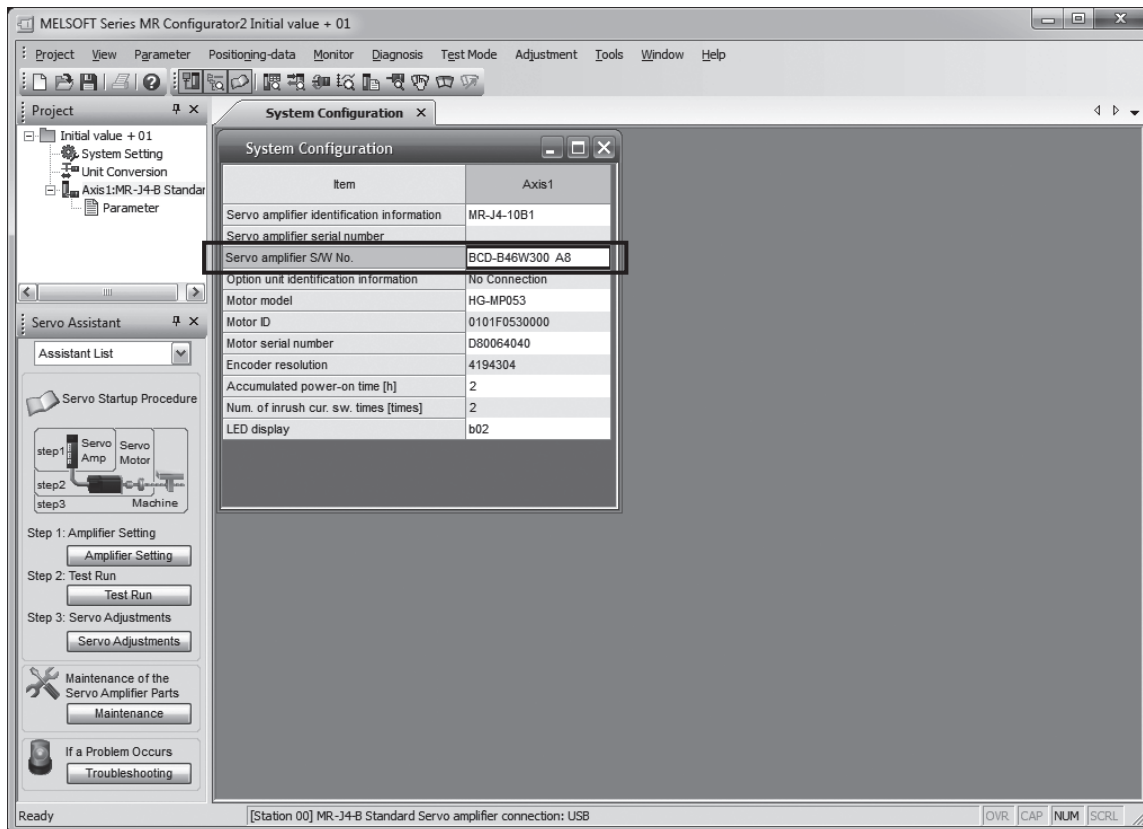 MELSOFT Series MR Configurator2 Initial value + 01
Project View Parameter Positioning-data Monitor Diagnosis Test Mode Adjustment Tools Window Help
Project
System Configuration
Initial value + 01
System Setting
Unit Conversion
Axis1:MR-J4-B Standar
Parameter
System Configuration
Item Axis1
Servo amplifier identification information MR-J4-10B1
Servo amplifier serial number
Servo amplifier S/W No. BCD-B46W300 A8
Option unit identification information No Connection
Motor model HG-MP053
Motor ID 0101F0530000
Motor serial number D80064040
Encoder resolution 4194304
Accumulated power-on time [h] 2
Num. of inrush cur. sw. times [times] 2
LED display b02
Servo Assistant
Assistant List
Servo Startup Procedure
step1
Servo Amp
Servo Motor
step2
step3
Machine
Step 1: Amplifier Setting
Amplifier Setting
Step 2: Test Run
Test Run
Step 3: Servo Adjustments
Servo Adjustments
Maintenance of the
Servo Amplifier Parts
Maintenance
If a Problem Occurs
Troubleshooting
Ready [Station 00] MR-J4-B Standard Servo amplifier connection: USB OVR CAP NUM SCRL